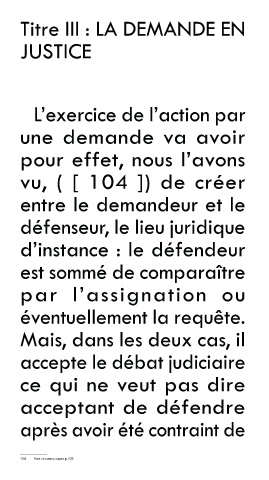 Titre III : LA DEMANDE EN
JUSTICE
L'exercice de l'action par
une demande va avoir
pour effet, nous l'avons
vu, ( [ 104 ]) de créer
entre le demandeur et le
défenseur, le lieu juridique
d'instance : le défendeur
est sommé de comparaître
par l'assignation ou
éventuellement la requête.
Mais, dans les deux cas, il
accepte le débat judiciaire
ce qui ne veut pas dire
acceptant de défendre
après avoir été contraint de